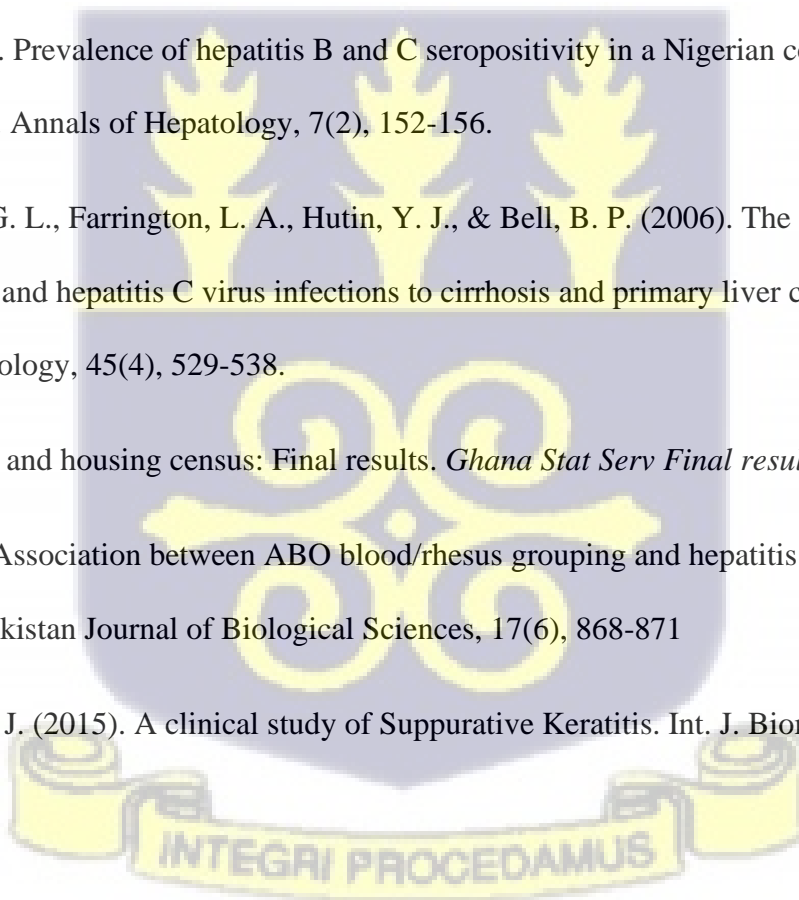 . Prevalence of hepatitis B and C seropositivity in a Nigerian
Annals of Hepatology, 7(2), 152-156.
G. L., Farrington, L. A., Hutin, Y. J., & Bell, B. P. (2006). The
and hepatitis C virus infections to cirrhosis and primary liver
ology, 45(4), 529-538.
and housing census: Final results. Ghana Stat Serv Final
Association between ABO blood/rhesus grouping and hepatitis
kistan Journal of Biological Sciences, 17(6), 868-871
J. (2015). A clinical study of Suppurative Keratitis. Int. J.
INTEGRI PROCEDAMUS